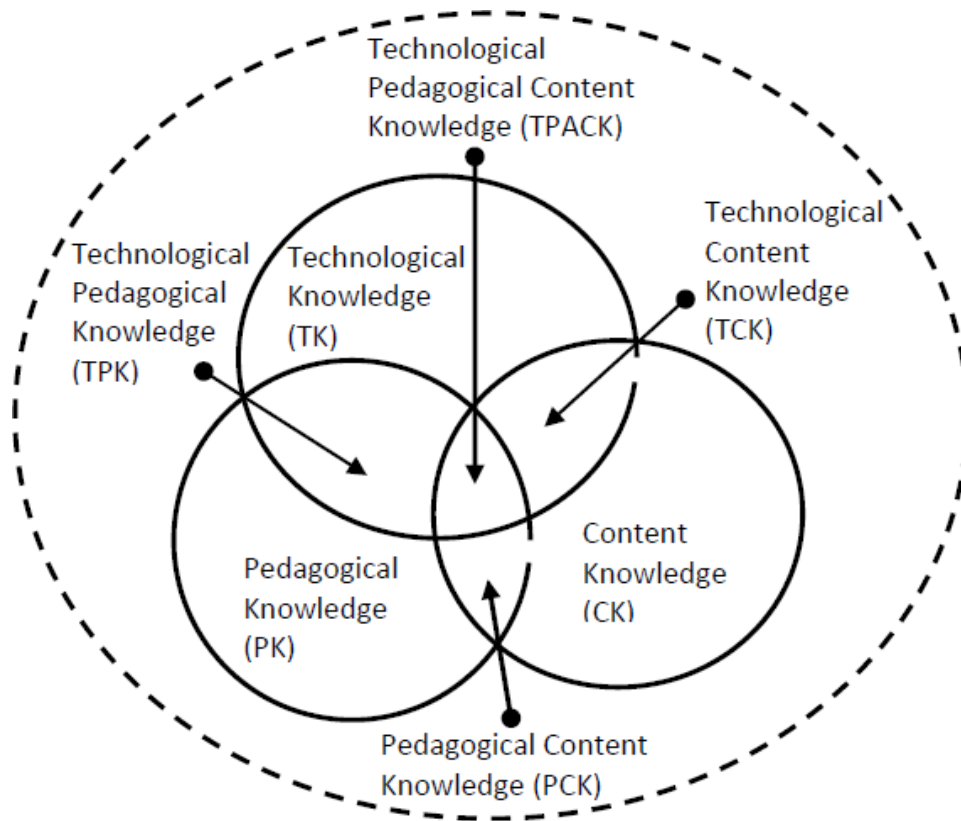 Technological
Pedagogical Content
Knowledge (TPACK)
Technological
Content
Knowledge
(TCK)
Technological
Pedagogical
Knowledge
(TPK)
Technological
Knowledge
(TK)
Content
Knowledge
(CK)
Pedagogical
Knowledge
(PK)
Pedagogical Content
Knowledge (PCK)